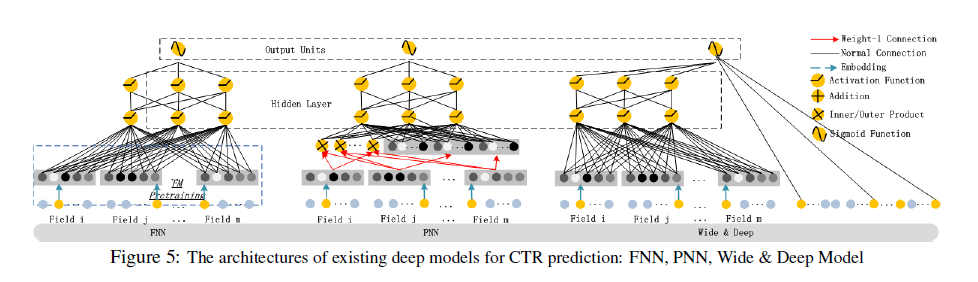 Output Units
Weight-1 Connection
Normal Connection
Embedding
Activation Function
Addition
Inner/Outer Product
Sigmoid Function
Hidden Layer
FM
Pretraining
Field i Field j ... Field m
Field i Field j ... Field m
Field i Field j ... Field m
FNN PNN Wide & Deep
Figure 5: The architectures of existing deep models for CTR prediction: FNN, PNN, Wide & Deep Model